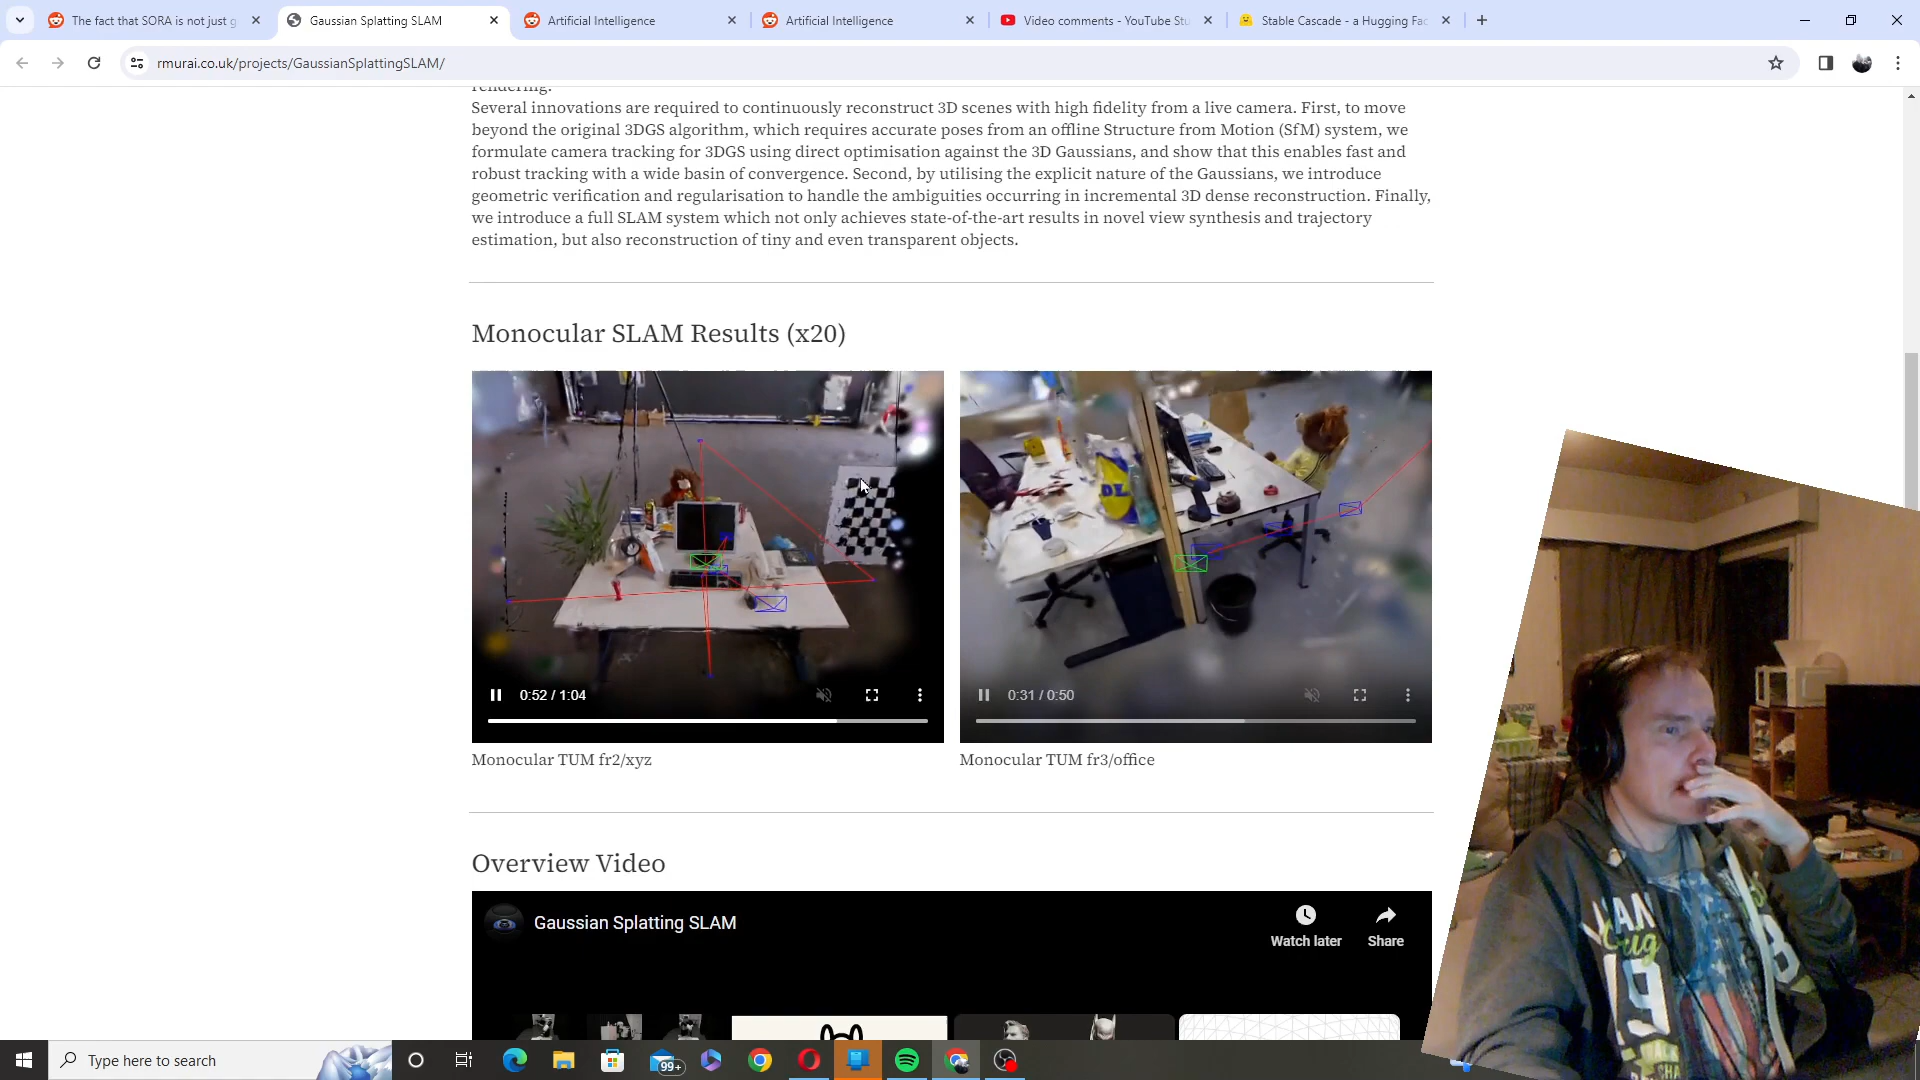 The fact that SORA is not just g
Gaussian Splatting SLAM
Artificial Intelligence
Artificial Intelligence
Video comments - YouTube Stu
Stable Cascade - a Hugging Fac
rmurai.co.uk/projects/GaussianSplattingSLAM/
rendering.
Several innovations are required to continuously reconstruct 3D scenes with high fidelity from a live camera. First, to move
beyond the original 3DGS algorithm, which requires accurate poses from an offline Structure from Motion (SfM) system, we
formulate camera tracking for 3DGS using direct optimisation against the 3D Gaussians, and show that this enables fast and
robust tracking with a wide basin of convergence. Second, by utilising the explicit nature of the Gaussians, we introduce
geometric verification and regularisation to handle the ambiguities occurring in incremental 3D dense reconstruction. Finally,
we introduce a full SLAM system which not only achieves state-of-the-art results in novel view synthesis and trajectory
estimation, but also reconstruction of tiny and even transparent objects.
Monocular SLAM Results (x20)
0:52 / 1:04
0:31 / 0:50
Monocular TUM fr2/xyz
Monocular TUM fr3/office
Overview Video
Gaussian Splatting SLAM
Watch later
Share
Type here to search
99+